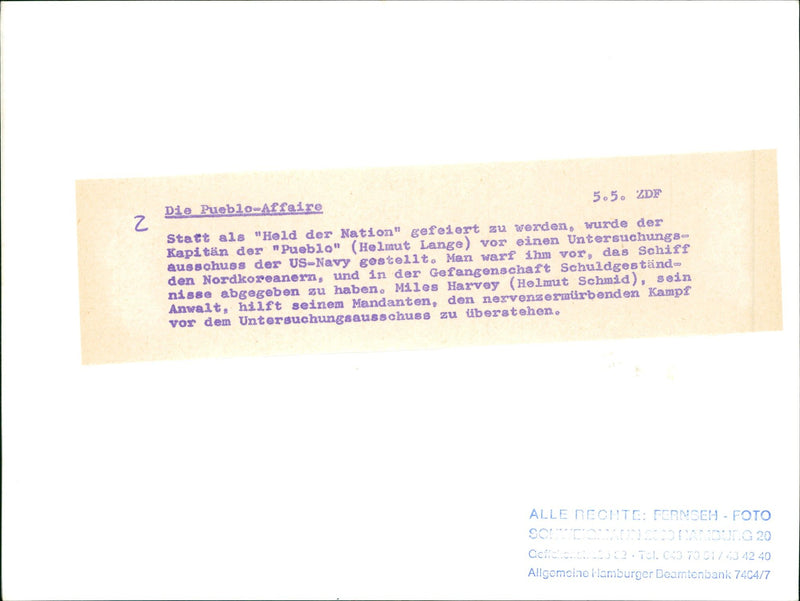 Die Pueblo-Affaire 5.5. ZDF
2
Statt als "Held der Nation" gefeiert zu werden, wurde der
Kapitän der "Pueblo" (Helmut Lange) vor einen Untersuchungs-
ausschuss der US-Navy gestellt. Man warf ihm vor, das Schiff
den Nordkoreanern, und in der Gefangenschaft Schuldgeständ-
nisse abgegeben zu haben. Miles Harvey (Helmut Schmid), sein
Anwalt, hilft seinem Mandanten, den nervenzermürbenden Kampf
vor dem Untersuchungsausschuss zu überstehen.
ALLE RECHTE: FERNSEH - FOTO
HAMBURG 20
Tel. 42 40
Allgemeine Hamburger Beamtenbank 7404/7